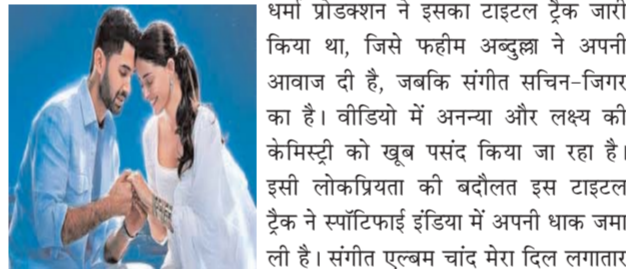 धर्मा प्रोडक्शन ने इसका टाइटल ट्रैक जारी
किया था, जिसे फहीम अब्दुल्ला ने अपनी
आवाज दी है, जबकि संगीत सचिन-जिगर
का है। वीडियो में अनन्या और लक्ष्य की
केमिस्ट्री को खूब पसंद किया जा रहा है।
इसी लोकप्रियता की बदौलत इस टाइटल
ट्रैक ने स्पॉटिफाई इंडिया में अपनी धाक जमा
ली है। संगीत एल्बम चांद मेरा दिल लगातार